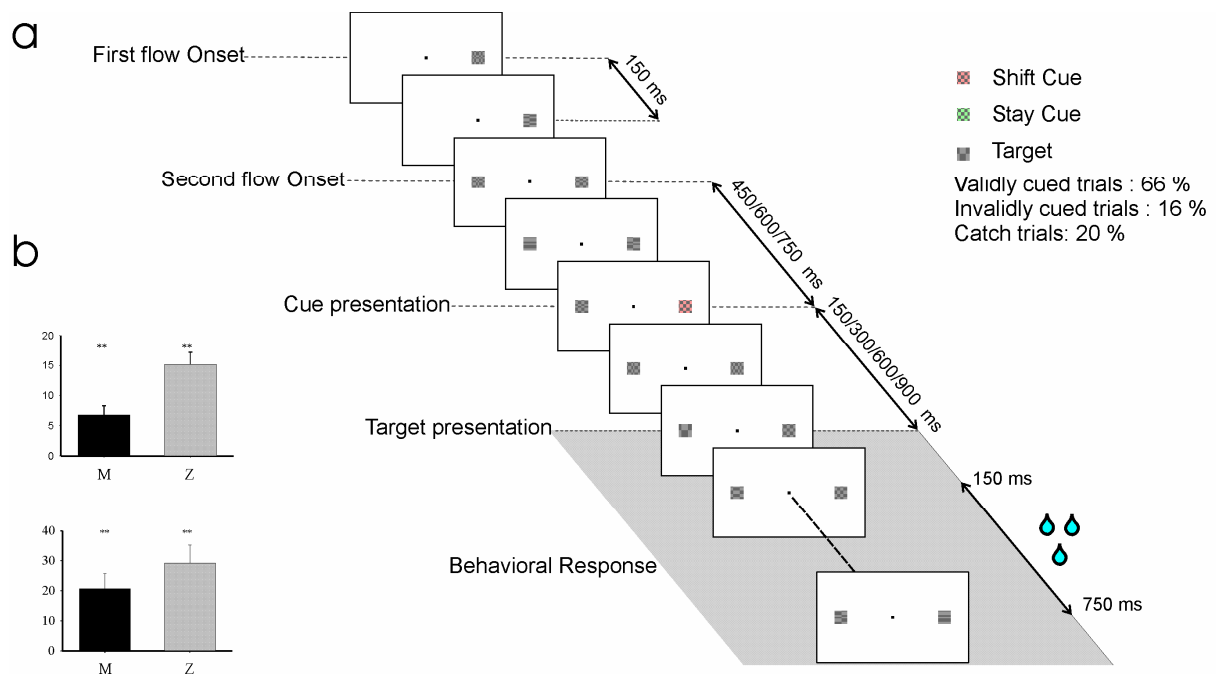 a
First flow Onset
150 ms
Shift Cue
Stay Cue
Target
Second flow Onset
Validly cued trials : 66 %
Invalidly cued trials : 16 %
Catch trials: 20 %
450/600/750 ms
b
Cue presentation
150/300/600/900 ms
20
15
10
5
0
** **
M Z
Target presentation
150 ms
40
30
20
10
0
** **
M Z
Behavioral Response
750 ms